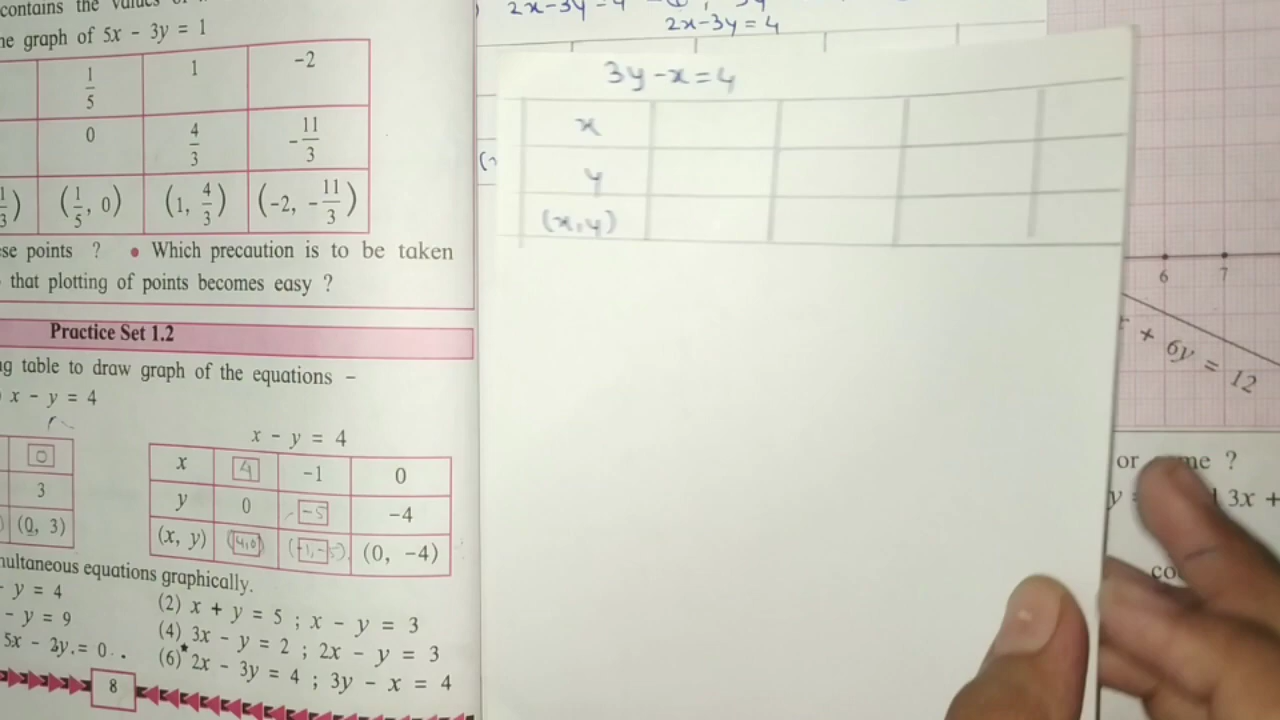 contains the values
graph of 5x - 3y = 1
1/5 1 -2
0 4/3 -11/3
(1/5, 0) (1, 4/3) (-2, -11/3)
points ? • Which precaution is to be taken
that plotting of points becomes easy ?
Practice Set 1.2
table to draw graph of the equations -
x - y = 4
0
3
(0, 3)
x - y = 4
x 4 -1 0
y 0 -5 -4
(x, y) (4,0) (-1,-5) (0, -4)
equations graphically.
y = 4
(2) x + y = 5 ; x - y = 3
- y = 9
(4) 3x - y = 2 ; 2x - y = 3
5x - 2y = 0
(6)* 2x - 3y = 4 ; 3y - x = 4
8
2x-3y=4
2x-3y=4
3y-x=4
x
y
(x,y)
6 7
+ 6y = 12
or ?
3x +